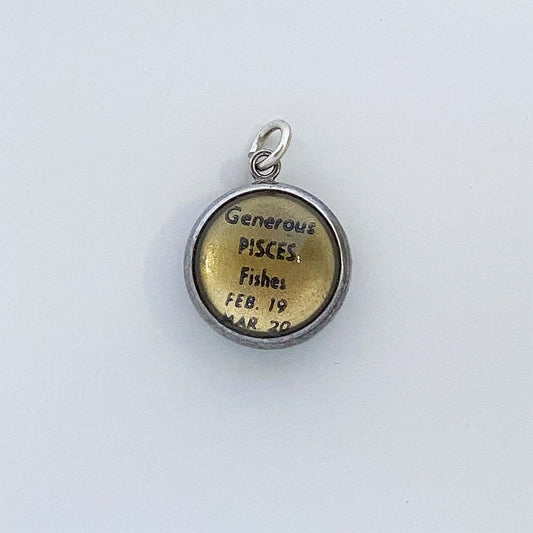 Generous
PISCES
Fishes
FEB. 19
MAR 20